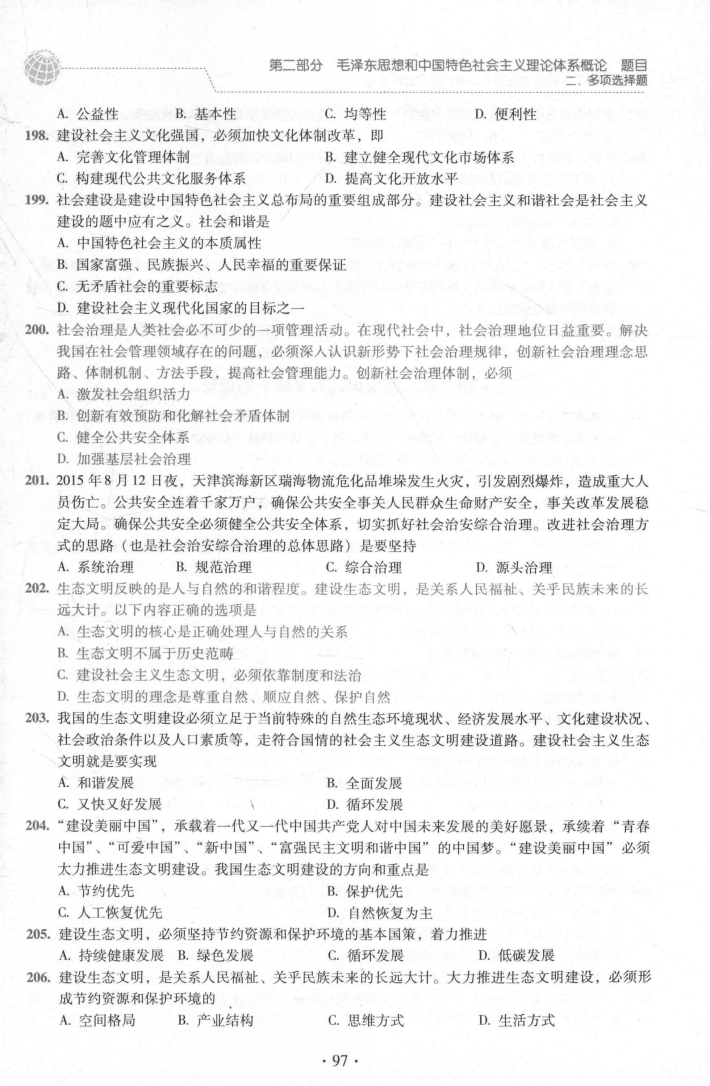 第二部分 毛泽东思想和中国特色社会主义理论体系概论 题目
二、多项选择题
A. 公益性 B. 基本性 C. 均等性 D. 便利性
198. 建设社会主义文化强国，必须加快文化体制改革，即
A. 完善文化管理体制 B. 建立健全现代文化市场体系
C. 构建现代公共文化服务体系 D. 提高文化开放水平
199. 社会建设是建设中国特色社会主义总布局的重要组成部分。建设社会主义和谐社会是社会主义
建设的题中应有之义。社会和谐是
A. 中国特色社会主义的本质属性
B. 国家富强、民族振兴、人民幸福的重要保证
C. 无矛盾社会的重要标志
D. 建设社会主义现代化国家的目标之一
200. 社会治理是人类社会必不可少的一项管理活动。在现代社会中，社会治理地位日益重要。解决
我国在社会管理领域存在的问题，必须深入认识新形势下社会治理规律，创新社会治理理念思
路、体制机制、方法手段，提高社会管理能力。创新社会治理体制，必须
A. 激发社会组织活力
B. 创新有效预防和化解社会矛盾体制
C. 健全公共安全体系
D. 加强基层社会治理
201. 2015 年 8 月 12 日夜，天津滨海新区瑞海物流危化品堆垛发生火灾，引发剧烈爆炸，造成重大人
员伤亡。公共安全连着千家万户，确保公共安全事关人民群众生命财产安全，事关改革发展稳
定大局。确保公共安全必须健全公共安全体系，切实抓好社会治安综合治理。改进社会治理方
式的思路（也是社会治安综合治理的总体思路）是要坚持
A. 系统治理 B. 规范治理 C. 综合治理 D. 源头治理
202. 生态文明反映的是人与自然的和谐程度。建设生态文明，是关系人民福祉、关乎民族未来的长
远大计。以下内容正确的选项是
A. 生态文明的核心是正确处理人与自然的关系
B. 生态文明不属于历史范畴
C. 建设社会主义生态文明，必须依靠制度和法治
D. 生态文明的理念是尊重自然、顺应自然、保护自然
203. 我国的生态文明建设必须立足于当前特殊的自然生态环境现状、经济发展水平、文化建设状况、
社会政治条件以及人口素质等，走符合国情的社会主义生态文明建设道路。建设社会主义生态
文明就是要实现
A. 和谐发展 B. 全面发展
C. 又快又好发展 D. 循环发展
204. “建设美丽中国”，承载着一代又一代中国共产党人对中国未来发展的美好愿景，承续着“青春
中国”、“可爱中国”、“新中国”、“富强民主文明和谐中国”的中国梦。“建设美丽中国”必须
大力推进生态文明建设。我国生态文明建设的方向和重点是
A. 节约优先 B. 保护优先
C. 人工恢复优先 D. 自然恢复为主
205. 建设生态文明，必须坚持节约资源和保护环境的基本国策，着力推进
A. 持续健康发展 B. 绿色发展 C. 循环发展 D. 低碳发展
206. 建设生态文明，是关系人民福祉、关乎民族未来的长远大计。大力推进生态文明建设，必须形
成节约资源和保护环境的
A. 空间格局 B. 产业结构 C. 思维方式 D. 生活方式
· 97 ·